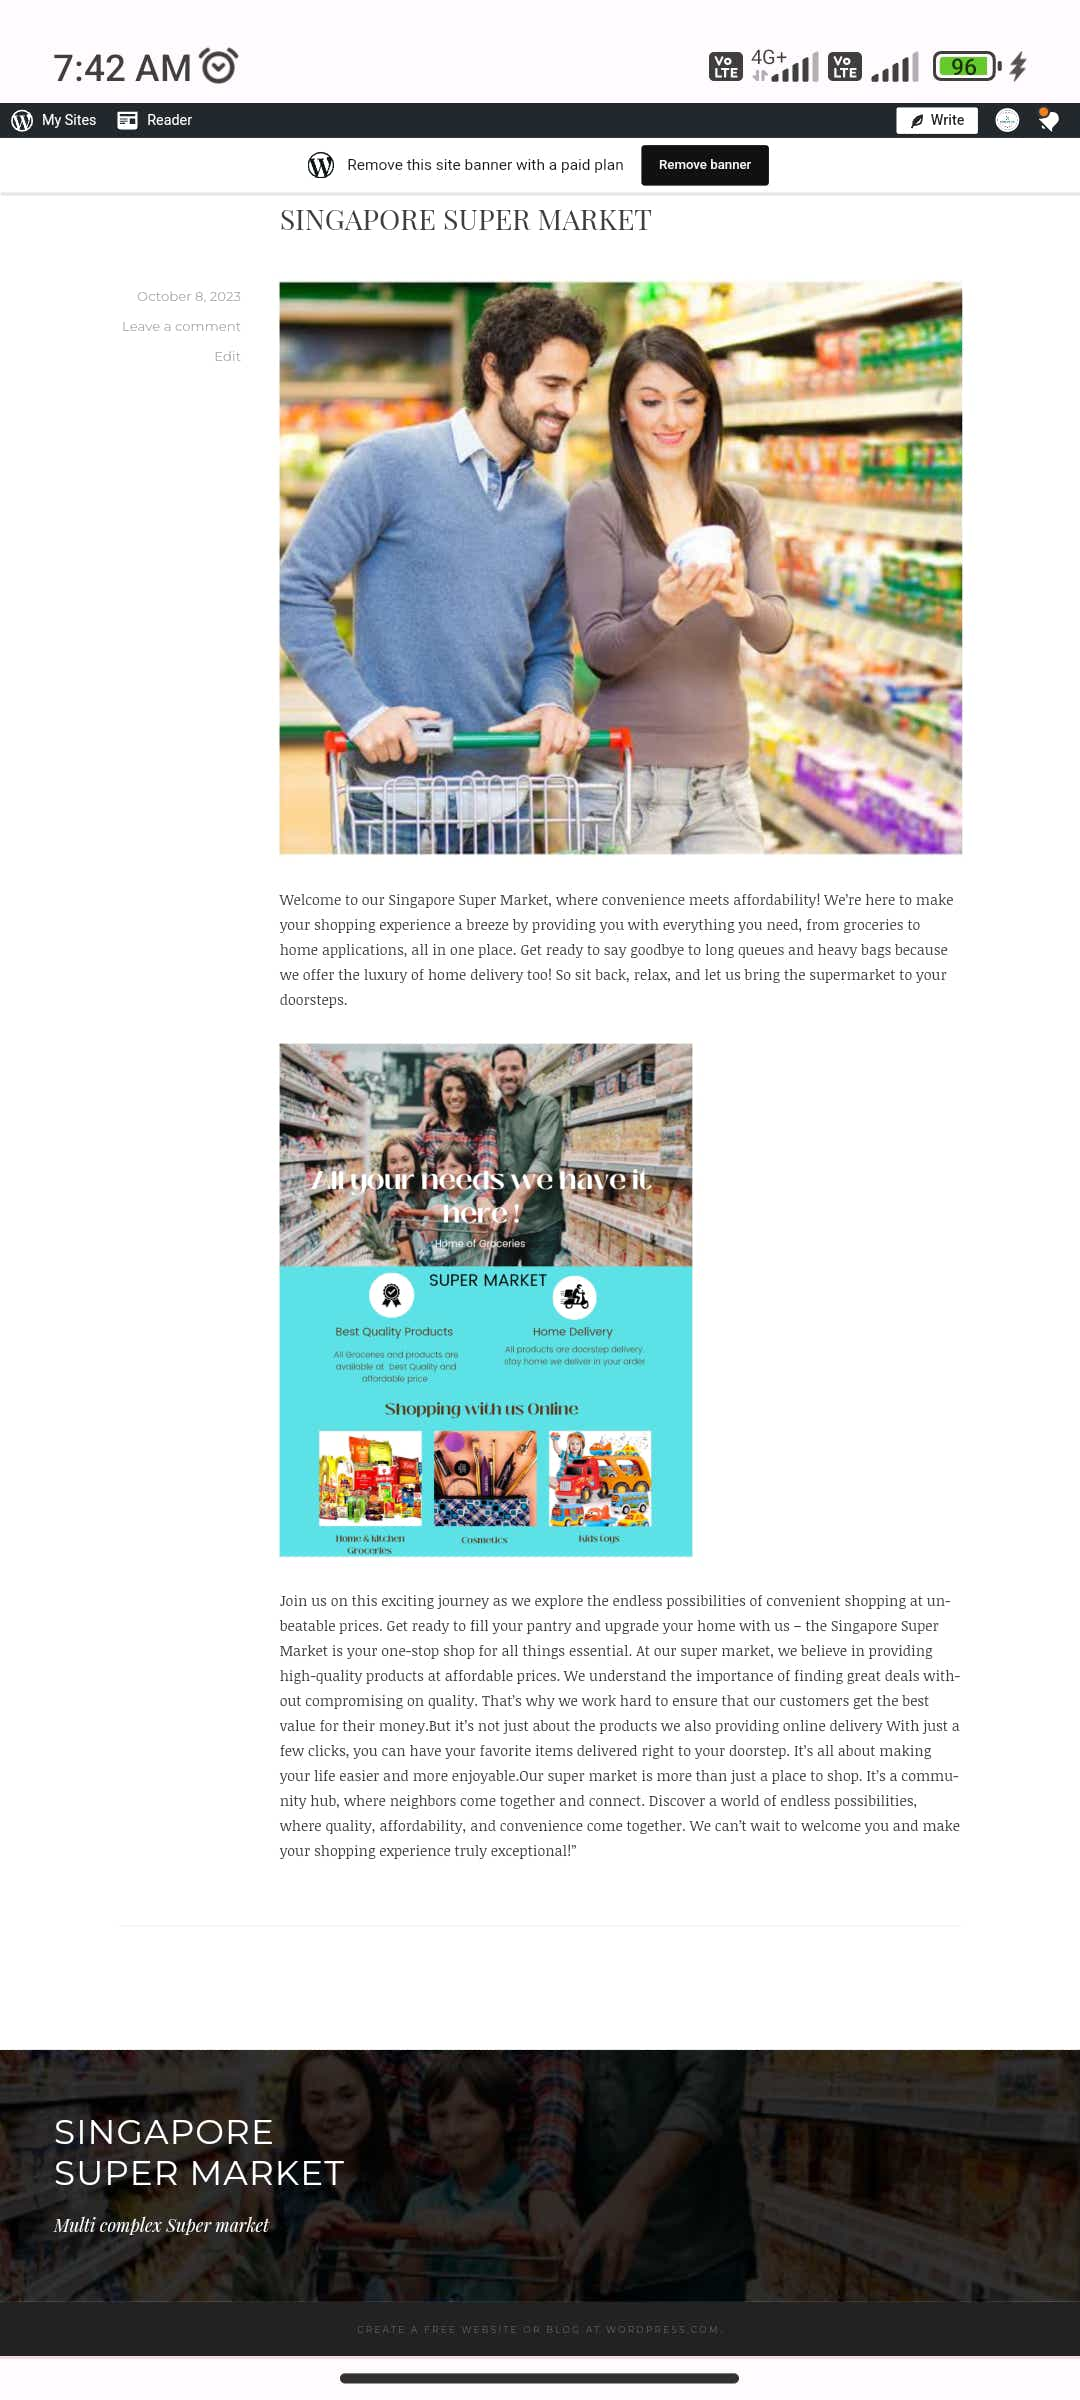 7:42 AM
Vo LTE 4G+ Vo LTE 96
My Sites Reader Write
Remove this site banner with a paid plan Remove banner
SINGAPORE SUPER MARKET
October 8, 2023
Leave a comment
Edit
Welcome to our Singapore Super Market, where convenience meets affordability! We’re here to make
your shopping experience a breeze by providing you with everything you need, from groceries to
home applications, all in one place. Get ready to say goodbye to long queues and heavy bags because
we offer the luxury of home delivery too! So sit back, relax, and let us bring the supermarket to your
doorsteps.
All your needs we have it
here !
Home of Groceries
SUPER MARKET
Best Quality Products
All Groceries and products are
available at best Quality and
affordable price
Home Delivery
All products are doorstep delivery.
stay home we deliver in your order
Shopping with us Online
Home & kitchen
Groceries
Cosmetics
Kids toys
Join us on this exciting journey as we explore the endless possibilities of convenient shopping at un-
beatable prices. Get ready to fill your pantry and upgrade your home with us – the Singapore Super
Market is your one-stop shop for all things essential. At our super market, we believe in providing
high-quality products at affordable prices. We understand the importance of finding great deals with-
out compromising on quality. That’s why we work hard to ensure that our customers get the best
value for their money.But it’s not just about the products we also providing online delivery With just a
few clicks, you can have your favorite items delivered right to your doorstep. It’s all about making
your life easier and more enjoyable.Our super market is more than just a place to shop. It’s a commu-
nity hub, where neighbors come together and connect. Discover a world of endless possibilities,
where quality, affordability, and convenience come together. We can’t wait to welcome you and make
your shopping experience truly exceptional!”
SINGAPORE
SUPER MARKET
Multi complex Super market
CREATE A FREE WEBSITE OR BLOG AT WORDPRESS.COM.